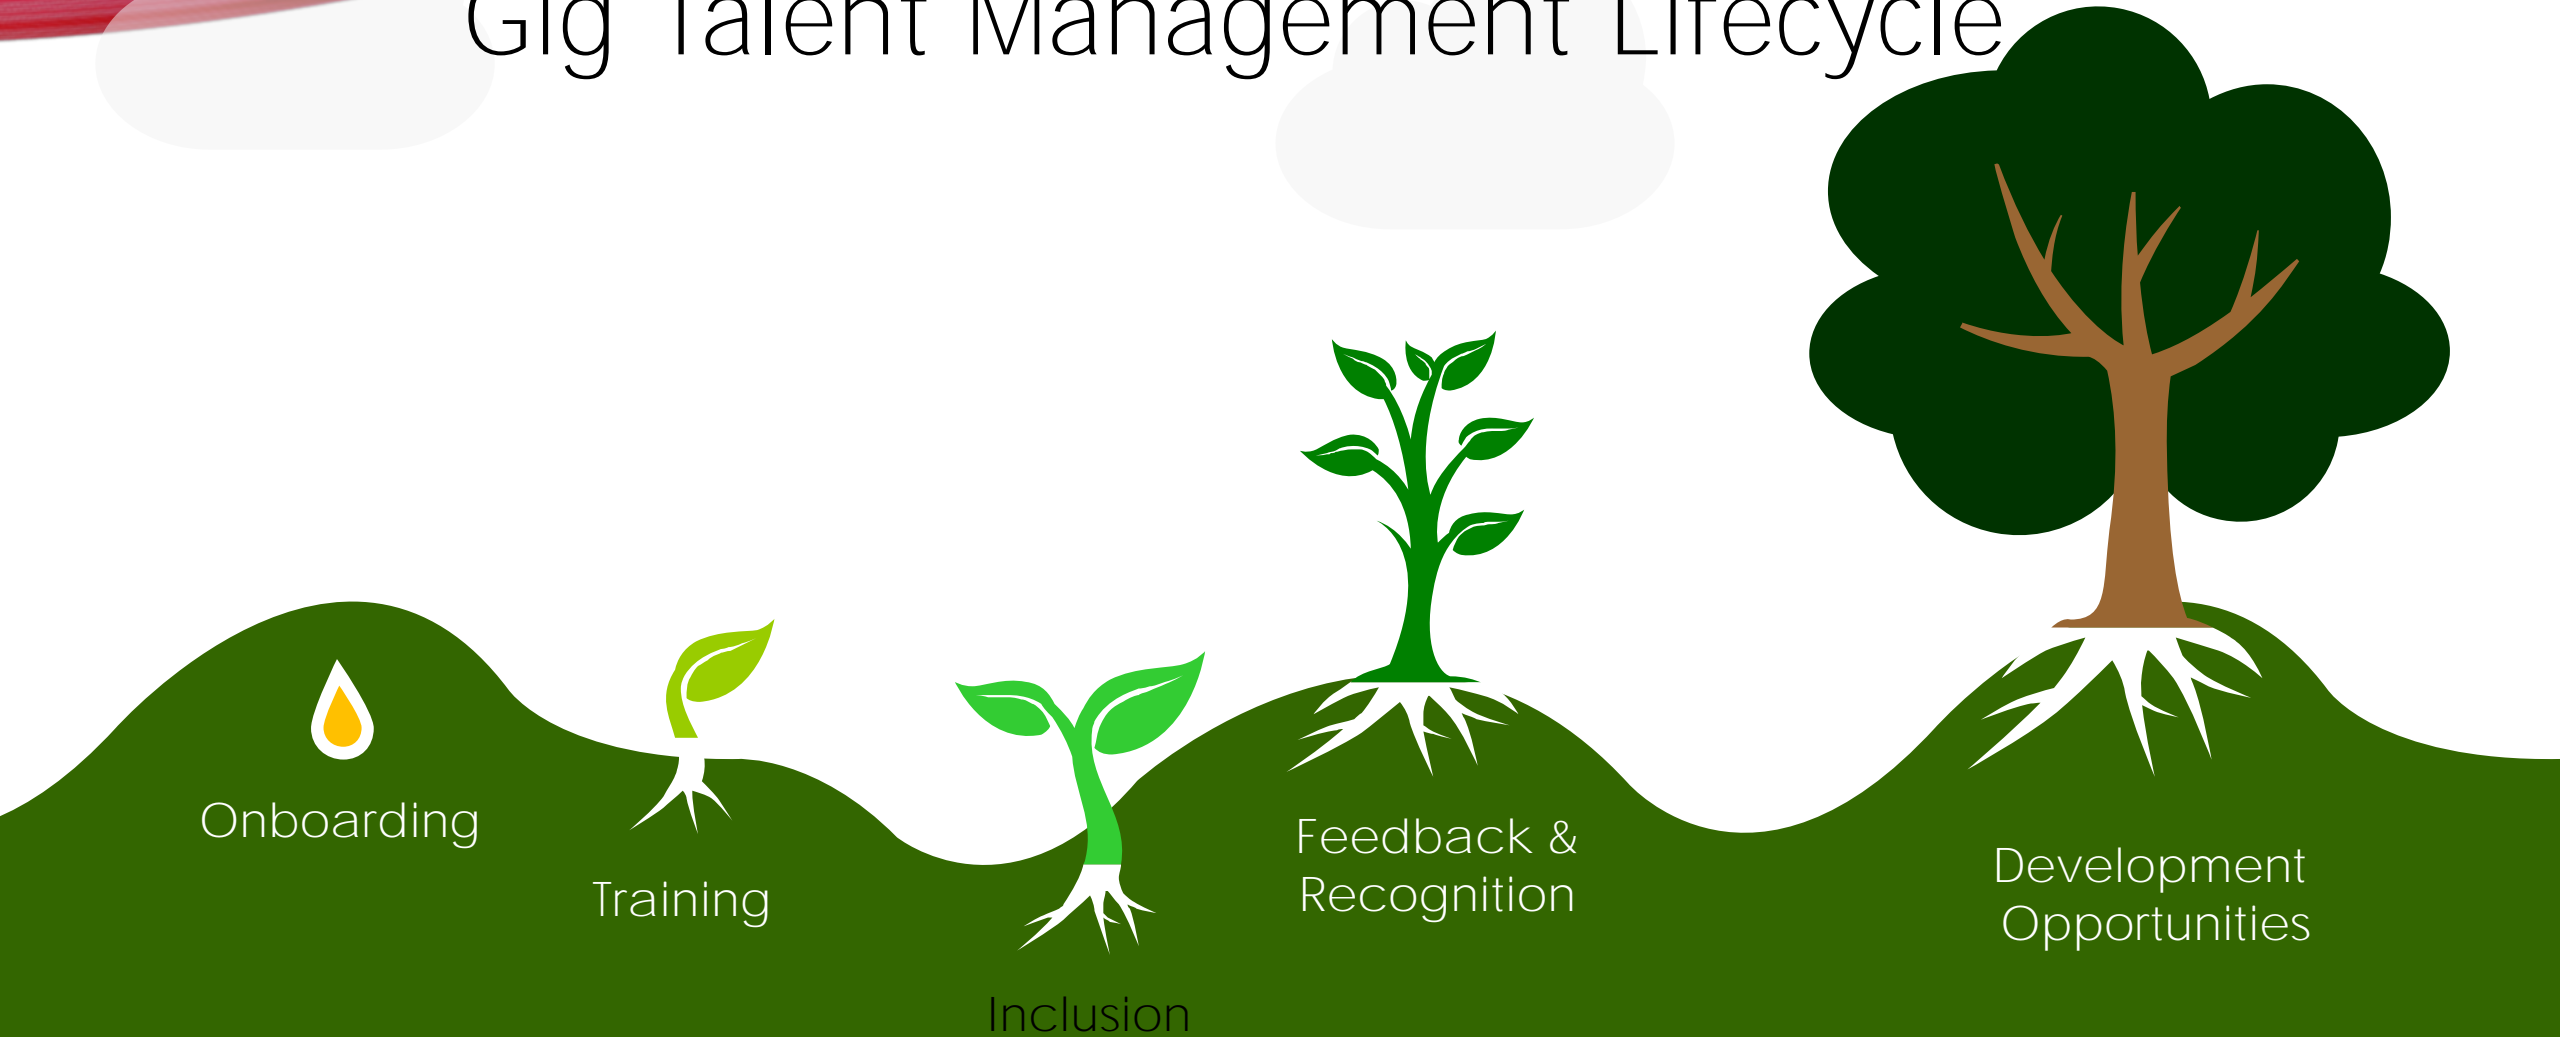 Gig Talent Management Lifecycle
Onboarding
Training
Inclusion
Feedback &
Recognition
Development
Opportunities